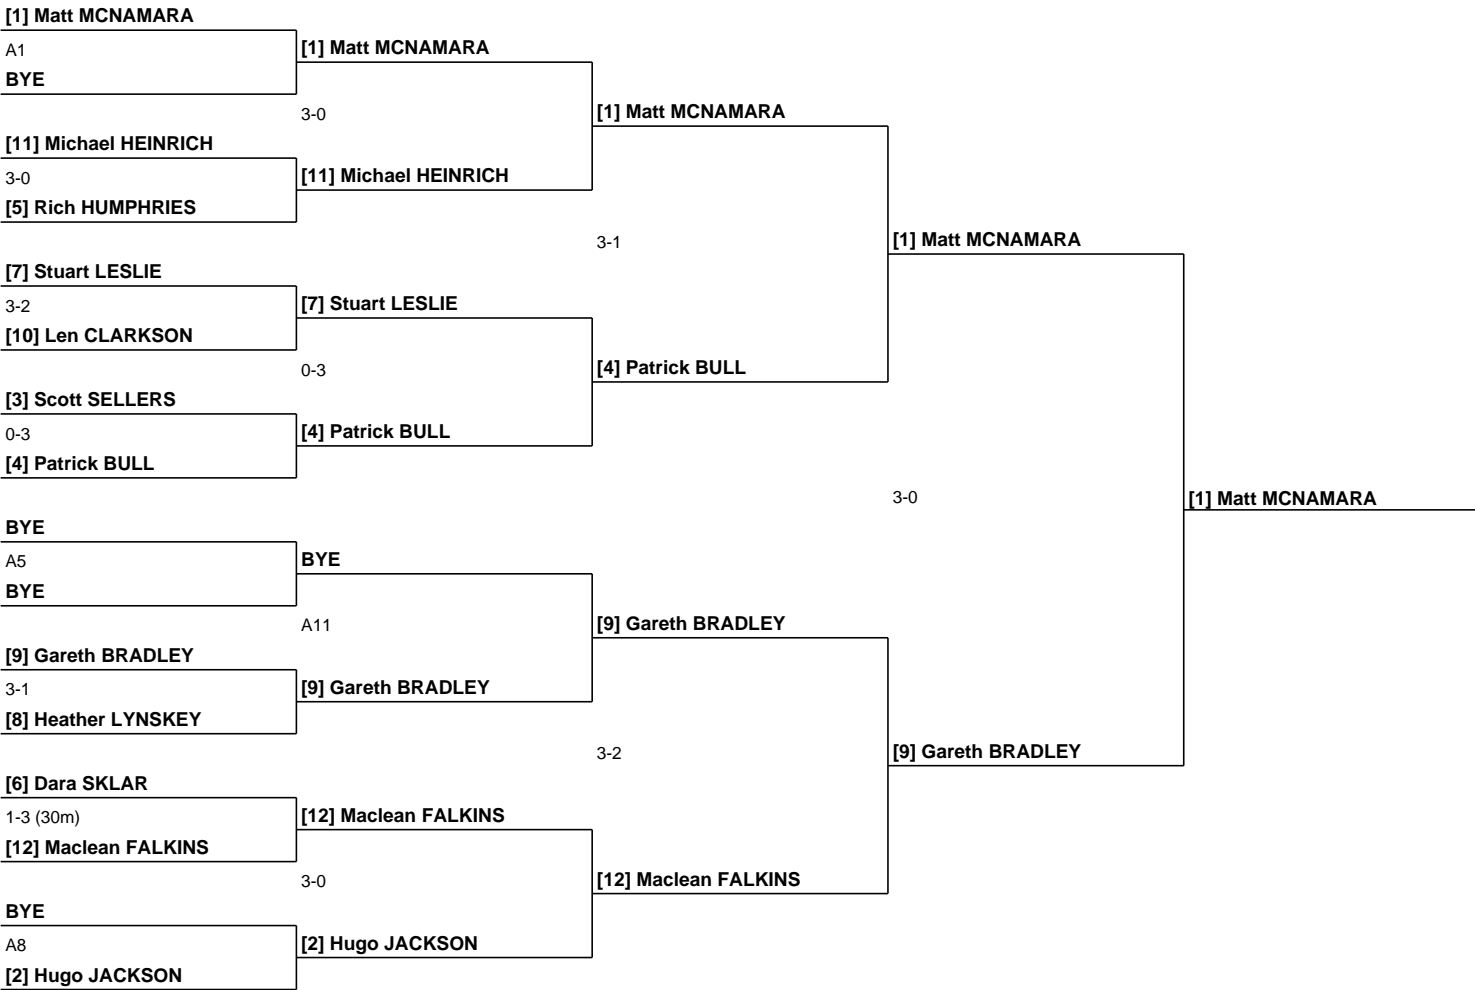 [1] Matt MCNAMARA
A1
BYE
[11] Michael HEINRICH
3-0
[5] Rich HUMPHRIES
[7] Stuart LESLIE
3-2
[10] Len CLARKSON
[3] Scott SELLERS
0-3
[4] Patrick BULL
BYE
A5
BYE
[9] Gareth BRADLEY
3-1
[8] Heather LYNSKEY
[6] Dara SKLAR
1-3 (30m)
[12] Maclean FALKINS
BYE
A8
[2] Hugo JACKSON
[1] Matt MCNAMARA
3-0
[11] Michael HEINRICH
[7] Stuart LESLIE
0-3
[4] Patrick BULL
BYE
A11
[9] Gareth BRADLEY
[12] Maclean FALKINS
3-0
[2] Hugo JACKSON
[1] Matt MCNAMARA
3-1
[4] Patrick BULL
[9] Gareth BRADLEY
3-2
[12] Maclean FALKINS
[1] Matt MCNAMARA
3-0
[9] Gareth BRADLEY
[1] Matt MCNAMARA